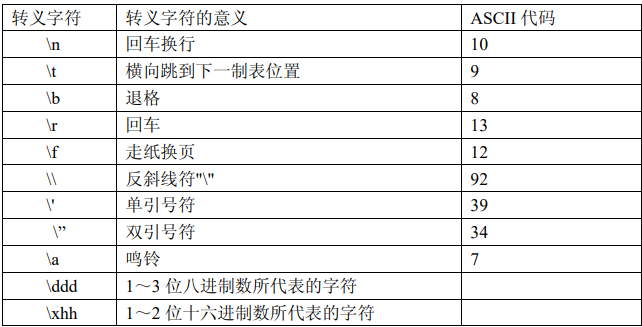 转义字符 转义字符的意义 ASCII 代码
\n 回车换行 10
\t 横向跳到下一制表位置 9
\b 退格 8
\r 回车 13
\f 走纸换页 12
\\ 反斜线符"\" 92
\' 单引号符 39
\” 双引号符 34
\a 鸣铃 7
\ddd 1～3 位八进制数所代表的字符
\xhh 1～2 位十六进制数所代表的字符